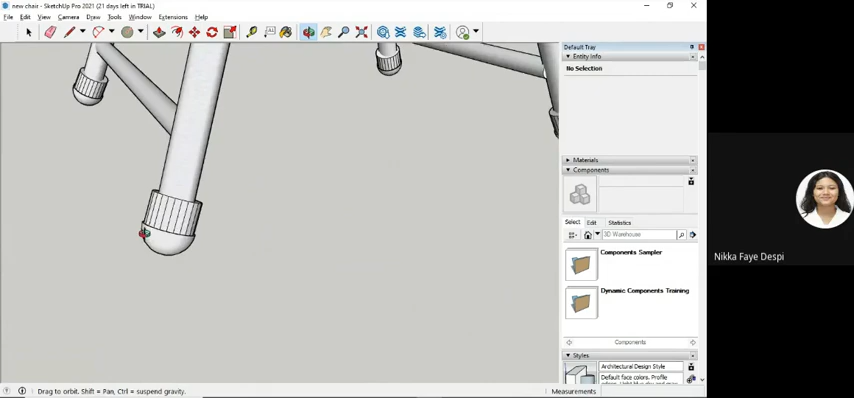 new chair - SketchUp Pro 2021 (21 days left in TRIAL)
File Edit View Camera Draw Tools Window Extensions Help
Default Tray
Entity Info
No Selection
Materials
Components
Select Edit Statistics
3D Warehouse
Components Sampler
Dynamic Components Training
Components
Styles
Architectural Design Style
Default face colors. Profile
Nikka Faye Despi
Drag to orbit. Shift = Pan, Ctrl = suspend gravity.
Measurements